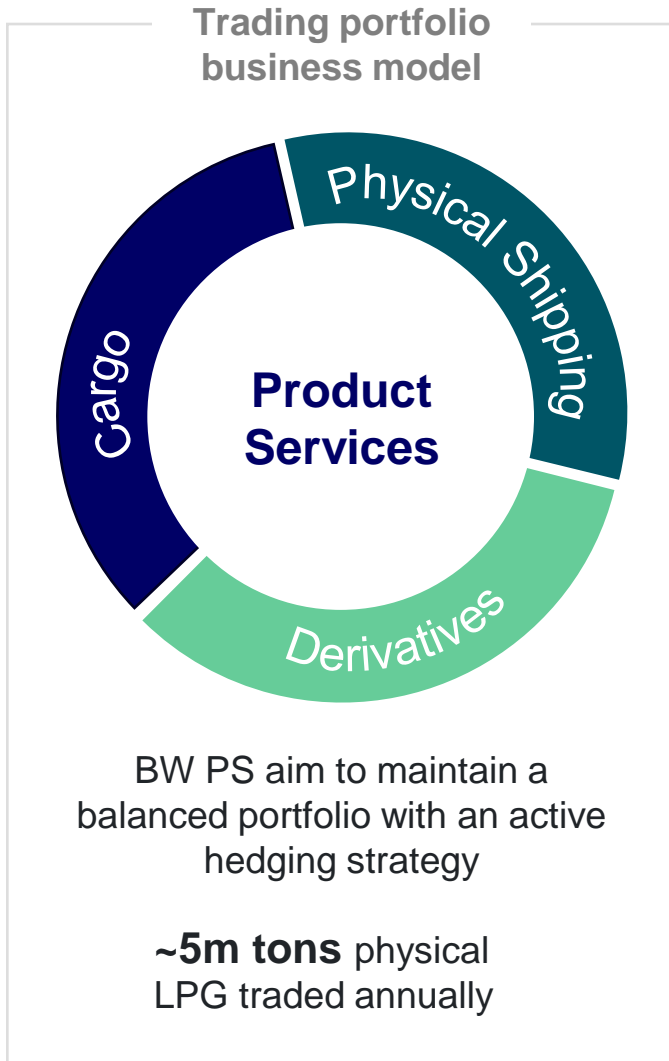 Trading portfolio
business model
Physical Shipping
Cargo
Product
Services
Derivatives
BW PS aim to maintain a
balanced portfolio with an active
hedging strategy
~5m tons physical
LPG traded annually